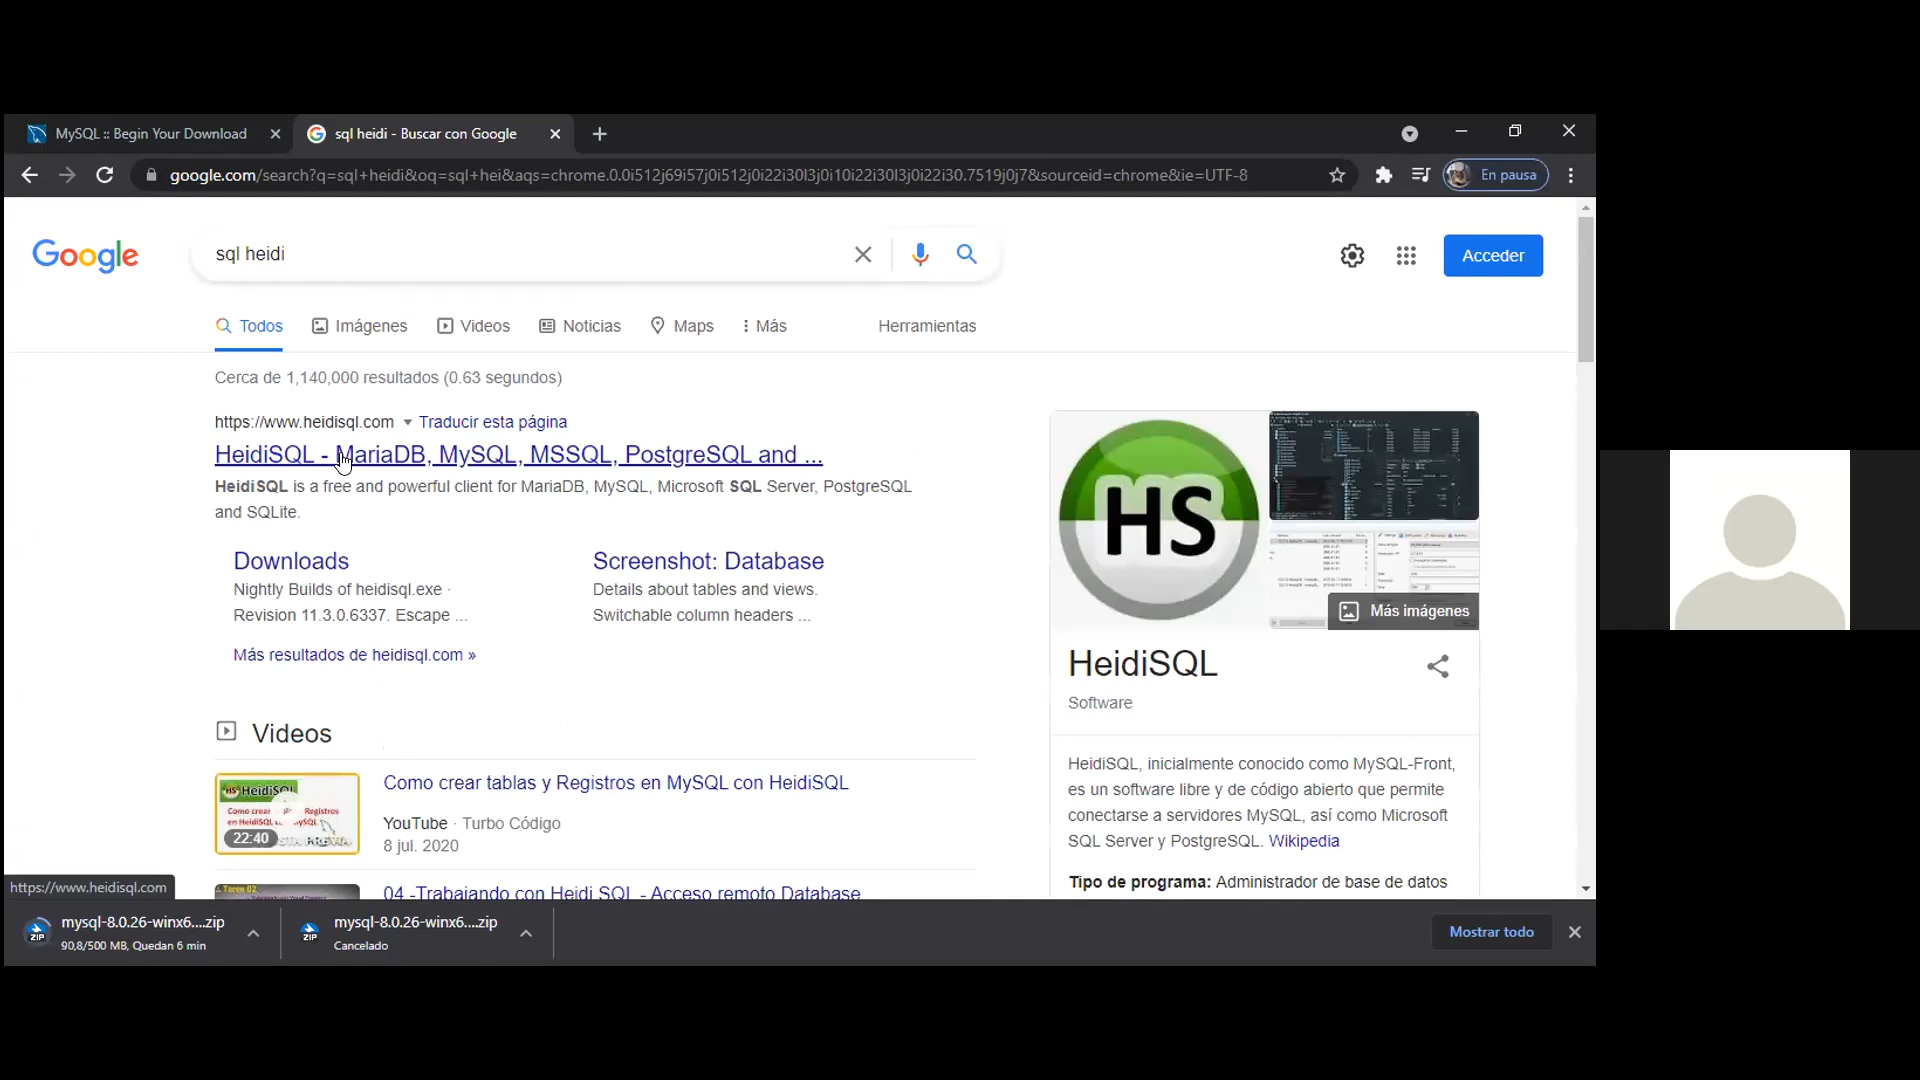 MySQL :: Begin Your Download
sql heidi - Buscar con Google
google.com/search?q=sql+heidi&oq=sql+hei&aqs=chrome.0.0i512j69i57j0i512j0i22i30l3j0i10i22i30l3j0i22i30.7519j0j7&sourceid=chrome&ie=UTF-8
En pausa
Google
sql heidi
Acceder
Todos
Imágenes
Videos
Noticias
Maps
Más
Herramientas
Cerca de 1,140,000 resultados (0.63 segundos)
https://www.heidisql.com
Traducir esta página
HeidiSQL - MariaDB, MySQL, MSSQL, PostgreSQL and ...
HeidiSQL is a free and powerful client for MariaDB, MySQL, Microsoft SQL Server, PostgreSQL
and SQLite.
Downloads
Nightly Builds of heidisql.exe ·
Revision 11.3.0.6337. Escape ...
Screenshot: Database
Details about tables and views.
Switchable column headers ...
Más resultados de heidisql.com »
Videos
HS HeidiSQL
22:40
Como crear tablas y Registros en MySQL con HeidiSQL
YouTube · Turbo Código
8 jul. 2020
Tarea 02
04 -Trabajando con Heidi SQL - Acceso remoto Database
HS
Más imágenes
HeidiSQL
Software
HeidiSQL, inicialmente conocido como MySQL-Front,
es un software libre y de código abierto que permite
conectarse a servidores MySQL, así como Microsoft
SQL Server y PostgreSQL. Wikipedia
Tipo de programa: Administrador de base de datos
https://www.heidisql.com
ZIP
mysql-8.0.26-winx6....zip
90,8/500 MB, Quedan 6 min
ZIP
mysql-8.0.26-winx6....zip
Cancelado
Mostrar todo